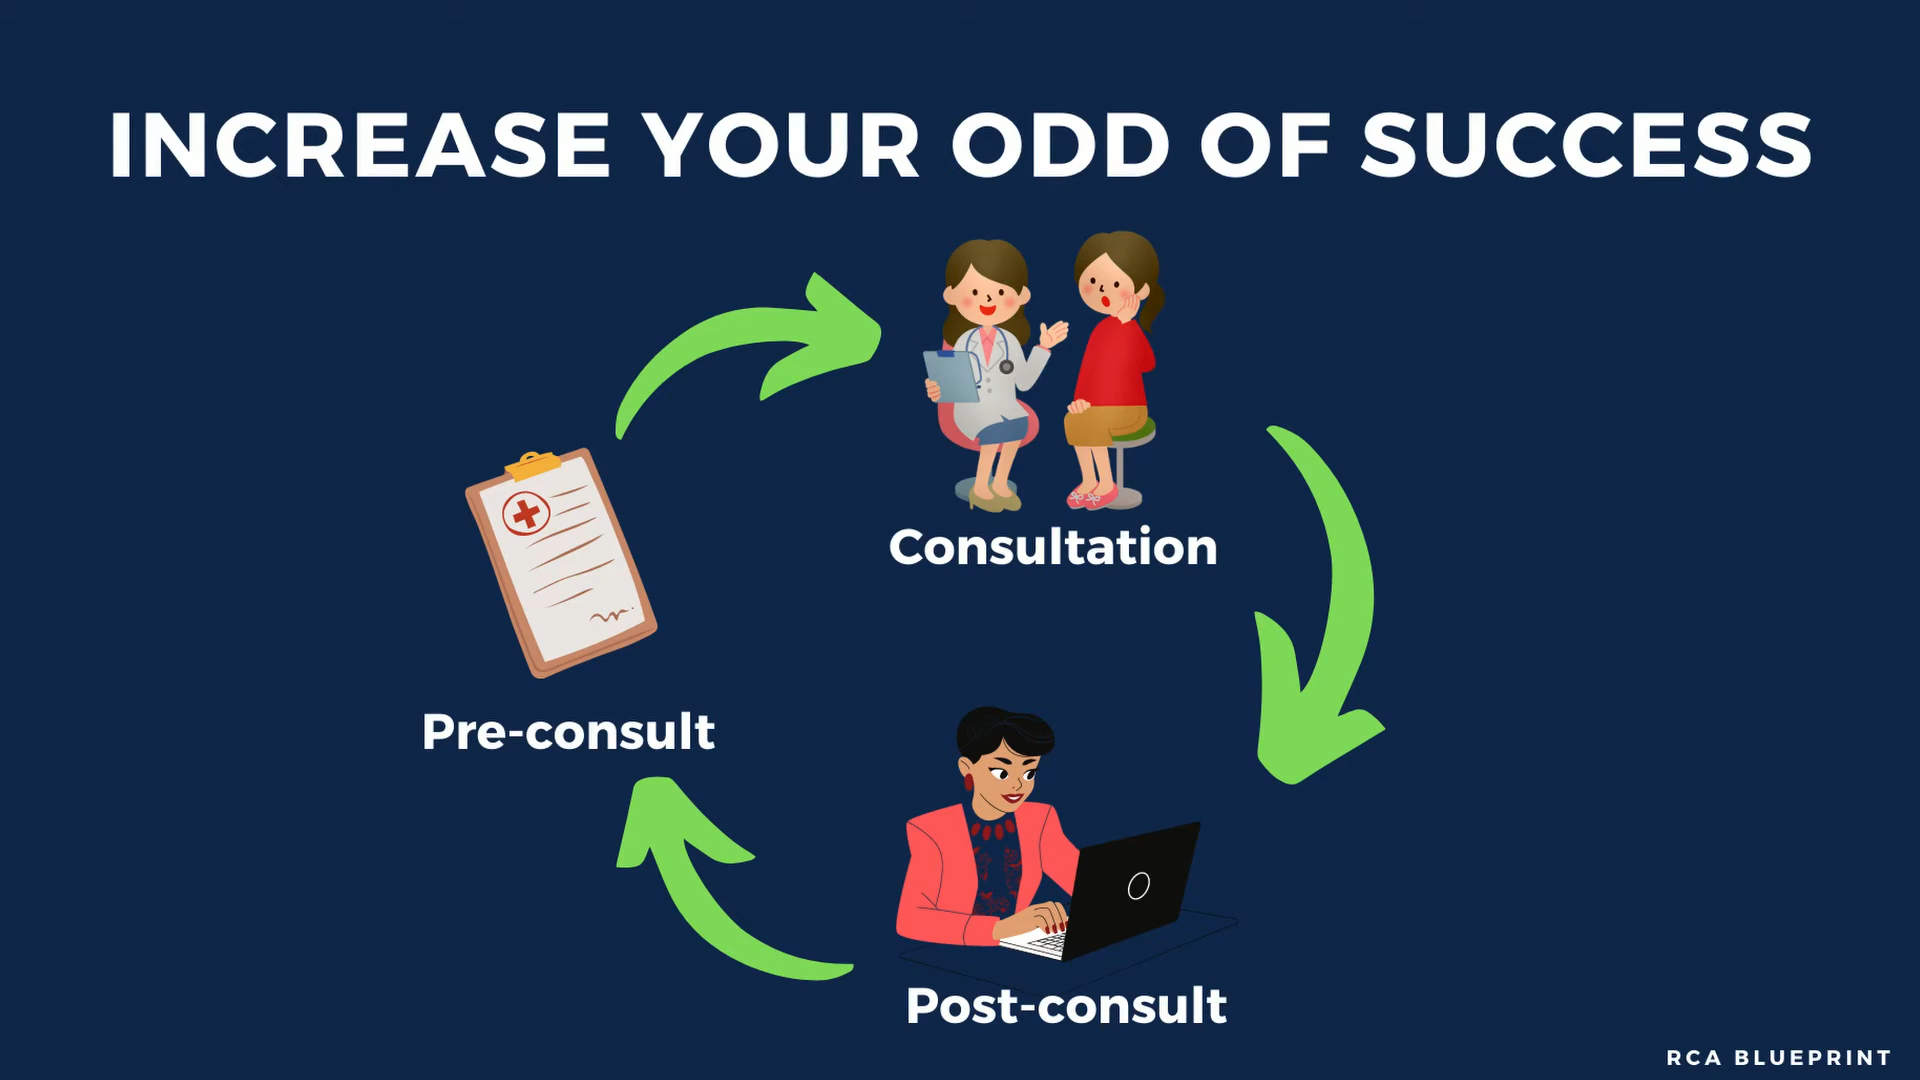 INCREASE YOUR ODD OF SUCCESS
Consultation
Pre-consult
Post-consult
RCA BLUEPRINT